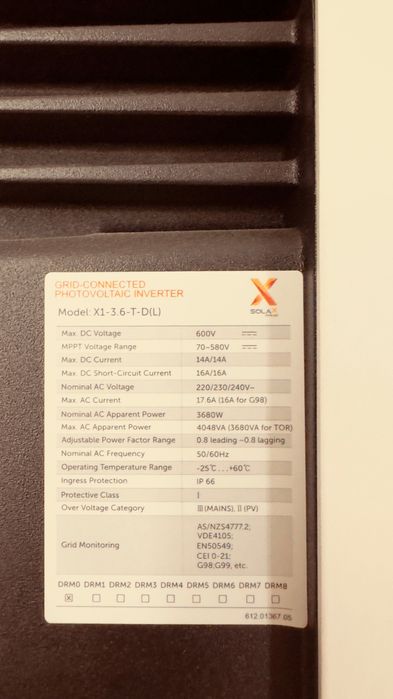 GRID-CONNECTED
PHOTOVOLTAIC INVERTER
X
SOLAX
Model: X1-3.6-T-D(L)
Max. DC Voltage 600V
MPPT Voltage Range 70~580V
Max. DC Current 14A/14A
Max. DC Short-Circuit Current 16A/16A
Nominal AC Voltage 220/230/240V~
Max. AC Current 17.6A (16A for G98)
Nominal AC Apparent Power 3680W
Max. AC Apparent Power 4048VA (3680VA for TOR)
Adjustable Power Factor Range 0.8 leading ~0.8 lagging
Nominal AC Frequency 50/60Hz
Operating Temperature Range -25℃...+60℃
Ingress Protection IP 66
Protective Class I
Over Voltage Category Ⅲ(MAINS), Ⅱ(PV)
Grid Monitoring
AS/NZS4777.2;
VDE4105;
EN50549;
CEI 0-21;
G98;G99, etc.
DRM0 DRM1 DRM2 DRM3 DRM4 DRM5 DRM6 DRM7 DRM8
☒ ☐ ☐ ☐ ☐ ☐ ☐ ☐ ☐
612.01367.05